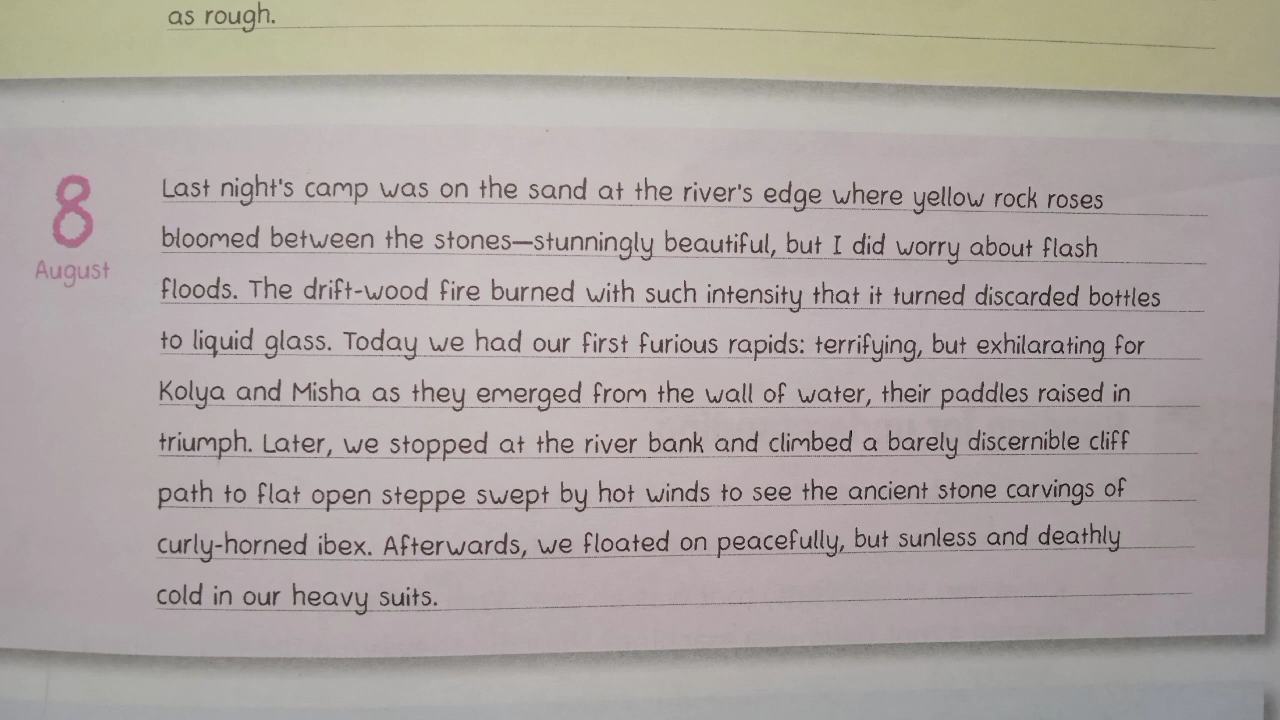 as rough.
8
August
Last night's camp was on the sand at the river's edge where yellow rock roses
bloomed between the stones—stunningly beautiful, but I did worry about flash
floods. The drift-wood fire burned with such intensity that it turned discarded bottles
to liquid glass. Today we had our first furious rapids: terrifying, but exhilarating for
Kolya and Misha as they emerged from the wall of water, their paddles raised in
triumph. Later, we stopped at the river bank and climbed a barely discernible cliff
path to flat open steppe swept by hot winds to see the ancient stone carvings of
curly-horned ibex. Afterwards, we floated on peacefully, but sunless and deathly
cold in our heavy suits.